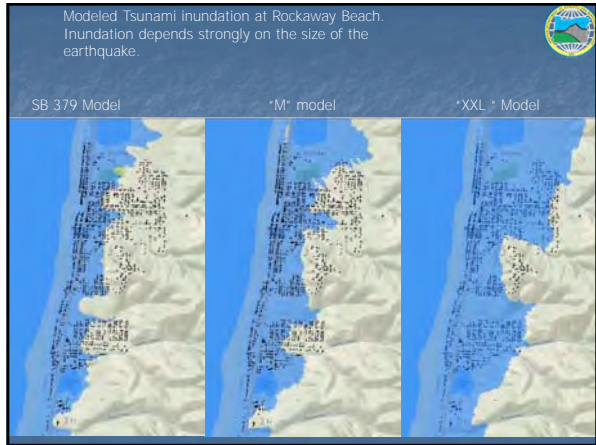 Modeled Tsunami inundation at Rockaway Beach.
Inundation depends strongly on the size of the
earthquake.
SB 379 Model
"M" model
"XXL " Model